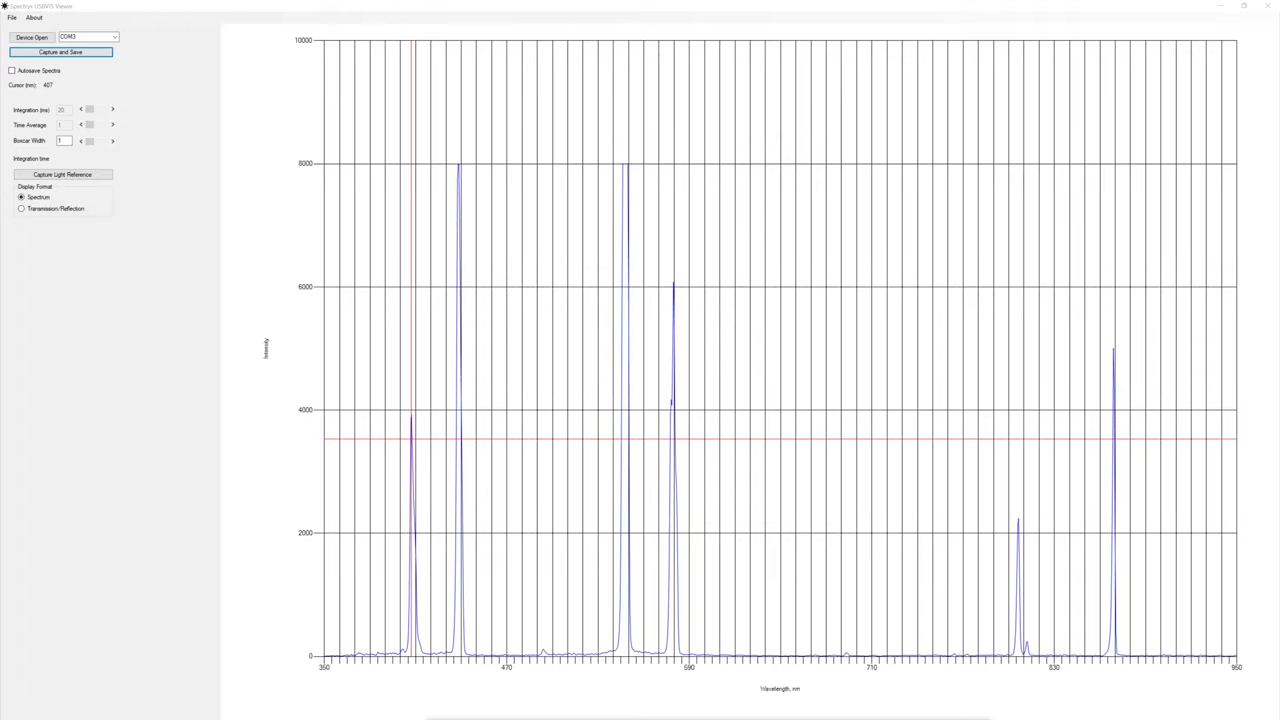 Spectryx USBVIS Viewer
File About
Device Open COM3
Capture and Save
Autosave Spectra
Cursor (nm): 407
Integration (ms) 20
Time Average 1
Boxcar Width 1
Integration time
Capture Light Reference
Display Format
Spectrum
Transmission/Reflection
10000
8000
6000
Intensity
4000
2000
0
350 470 590 710 830 950
Wavelength, nm